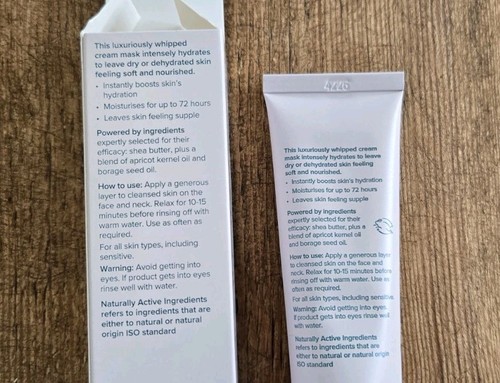 This luxuriously whipped
cream mask intensely hydrates
to leave dry or dehydrated skin
feeling soft and nourished.
• Instantly boosts skin's
hydration
• Moisturises for up to 72 hours
• Leaves skin feeling supple
Powered by ingredients
expertly selected for their
efficacy: shea butter, plus a
blend of apricot kernel oil and
borage seed oil.
How to use: Apply a generous
layer to cleansed skin on the
face and neck. Relax for 10-15
minutes before rinsing off with
warm water. Use as often as
required.
For all skin types, including
sensitive.
Warning: Avoid getting into
eyes. If product gets into eyes
rinse well with water.
Naturally Active Ingredients
refers to ingredients that are
either to natural or natural
origin ISO standard
4226
This luxuriously whipped cream
mask intensely hydrates to leave
dry or dehydrated skin feeling
soft and nourished.
• Instantly boosts skin's hydration
• Moisturises for up to 72 hours
• Leaves skin feeling supple
Powered by ingredients
expertly selected for their
efficacy: shea butter, plus a
blend of apricot kernel oil
and borage seed oil.
How to use: Apply a generous layer
to cleansed skin on the face and
neck. Relax for 10-15 minutes before
rinsing off with warm water. Use as
often as required.
For all skin types, including sensitive.
Warning: Avoid getting into eyes. If
product gets into eyes rinse well
with water.
Naturally Active Ingredients
refers to ingredients that are
either to natural or natural
origin ISO standard